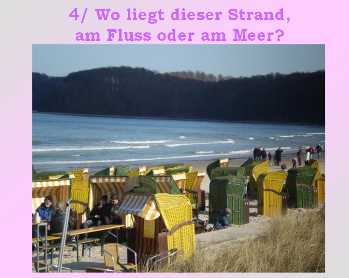 4/ Wo liegt dieser Strand,
am Fluss oder am Meer?